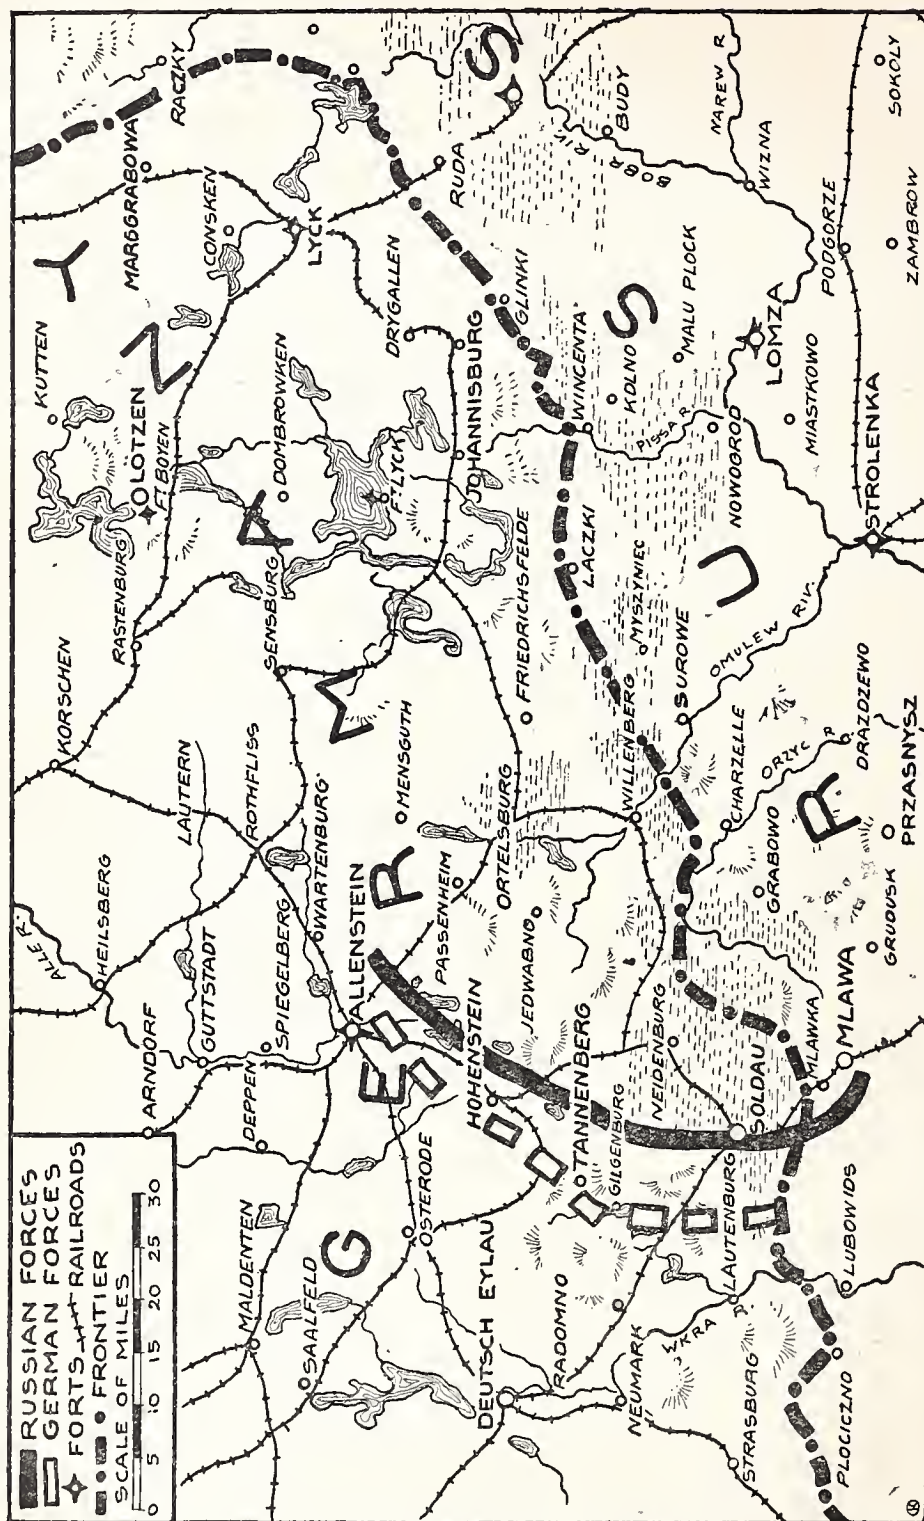 RUSSIAN FORCES
GERMAN FORCES
FORTS RAILROADS
FRONTIER
SCALE OF MILES
0 5 10 15 20 25 30
GERMANY
RUS
S
ARNDORF
ALLE R.
HEILSBERG
KORSCHEN
KUTTEN
MARGGRABOWA
RACZKY
MALDENTEN
DEPPEN
GUTTSTADT
SPIEGELBERG
LAUTERN
ROTHFLISS
RASTENBURG
LOTZEN
FT. BOYEN
CONSKEN
SAALFELD
WARTENBURG
SENSBURG
DOMBROWKEN
LYCK
ALLENSTEIN
OSTERODE
MENSGUTH
FT. LYCK
DRYGALLEN
RUDA
PASSENHEIM
HOHENSTEIN
ORTELSBURG
JOHANNISBURG
DEUTSCH EYLAU
JEDWABNO
FRIEDRICHSFELDE
GLINKI
RADOMNO
TANNENBERG
GILGENBURG
LACZKI
WINCENTA
BOBR RIV.
BUDY
NEUMARK
NEIDENBURG
WILLENBERG
MYSZYNIEC
KOLNO
PISSA R.
MALU PLOCK
NAREW R
WKRA R.
LAUTENBURG
SOLDAU
SUROWE
NOWOGROD
WIZNA
STRASBURG
CHARZELLE
OMULEW RIV.
LOMZA
GRABOWO
ORZYC R.
MIASTKOWO
MLAWKA
MLAWA
PODGORZE
PLOCICZNO
LUBOWIDS
GRUDUSK
DRAZDZEWO
OSTROLENKA
PRZASNYSZ
ZAMBROW
SOKOLY